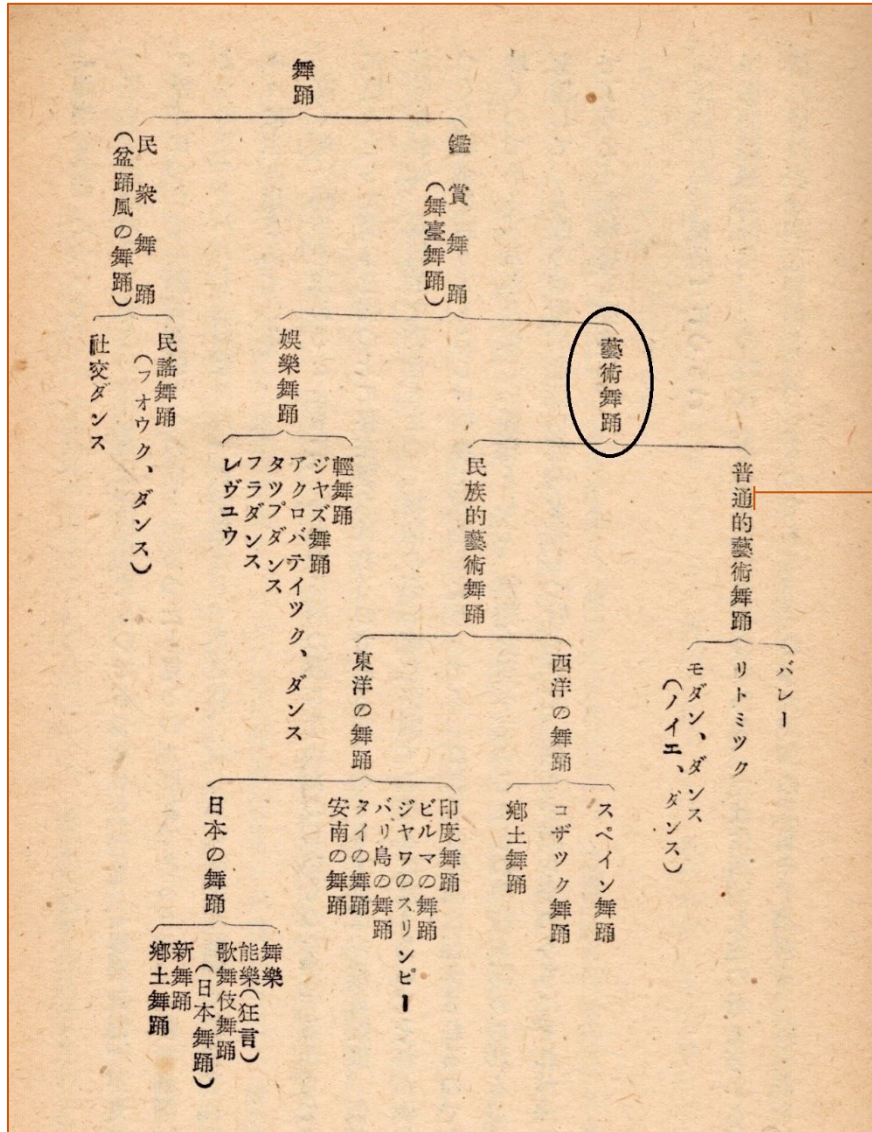 舞踊
鑑賞舞踊
(舞臺舞踊)
藝術舞踊
普通的藝術舞踊
バレー
リトミツク
モダン、ダンス
(ノイエ、ダンス)
民族的藝術舞踊
西洋の舞踊
スペイン舞踊
コザツク舞踊
鄕土舞踊
東洋の舞踊
印度舞踊
ビルマの舞踊
ジヤワのスリンピー
バリ島の舞踊
タイの舞踊
安南の舞踊
日本の舞踊
舞樂
能樂(狂言)
歌舞伎舞踊
(日本舞踊)
新舞踊
鄕土舞踊
娯樂舞踊
輕舞踊
ジヤズ舞踊
アクロバテイツク、ダンス
タツプダンス
フラダンス
レヴユウ
民衆舞踊
(盆踊風の舞踊)
民謠舞踊
(フオウク、ダンス)
社交ダンス